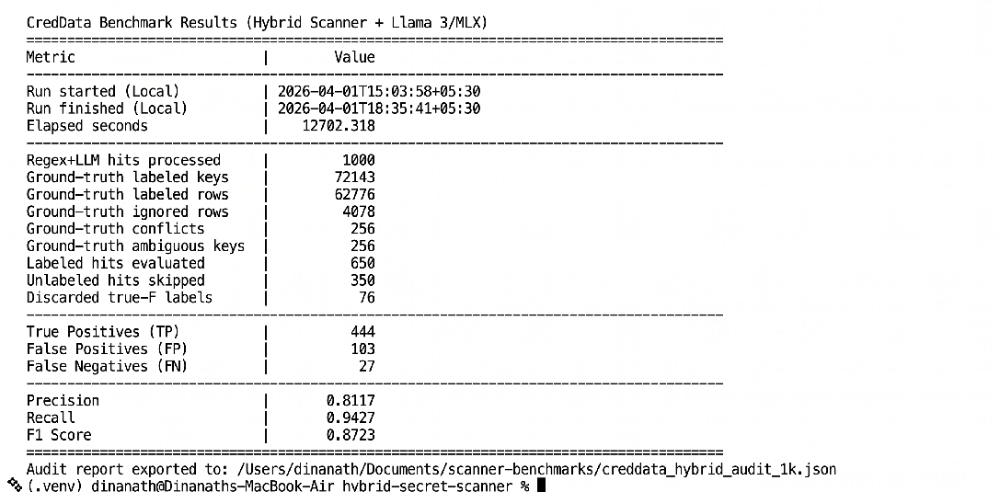 CredData Benchmark Results (Hybrid Scanner + Llama 3/MLX)
=====================================================================================
Metric | Value
-------------------------------------------------------------------------------------
Run started (Local) | 2026-04-01T15:03:58+05:30
Run finished (Local) | 2026-04-01T18:35:41+05:30
Elapsed seconds | 12702.318
-------------------------------------------------------------------------------------
Regex+LLM hits processed | 1000
Ground-truth labeled keys | 72143
Ground-truth labeled rows | 62776
Ground-truth ignored rows | 4078
Ground-truth conflicts | 256
Ground-truth ambiguous keys | 256
Labeled hits evaluated | 650
Unlabeled hits skipped | 350
Discarded true-F labels | 76
-------------------------------------------------------------------------------------
True Positives (TP) | 444
False Positives (FP) | 103
False Negatives (FN) | 27
-------------------------------------------------------------------------------------
Precision | 0.8117
Recall | 0.9427
F1 Score | 0.8723
=====================================================================================
Audit report exported to: /Users/dinanath/Documents/scanner-benchmarks/creddata_hybrid_audit_1k.json
(.venv) dinanath@Dinanaths-MacBook-Air hybrid-secret-scanner %